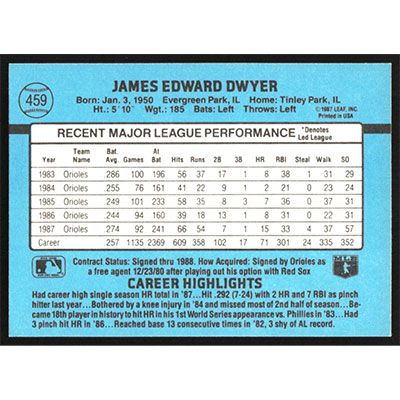 459
JAMES EDWARD DWYER
Born: Jan. 3, 1950 Evergreen Park, IL Home: Tinley Park, IL
Ht.: 5'10" Wgt.: 185 Bats: Left Throws: Left
©1987 LEAF, INC.
Printed in USA
RECENT MAJOR LEAGUE PERFORMANCE *Denotes Led League
Year Team Name Bat. Avg. Games At Bat Hits Runs 2B 3B HR RBI Steal Walk SO
1983 Orioles .286 100 196 56 37 17 1 6 38 1 31 29
1984 Orioles .255 76 161 41 22 9 1 2 21 0 23 24
1985 Orioles .249 101 233 58 35 8 3 7 36 0 37 31
1986 Orioles .244 94 160 39 18 13 1 8 31 0 22 31
1987 Orioles .274 92 241 66 54 7 1 15 33 4 37 57
Career .257 1135 2369 609 358 102 17 71 301 24 335 352
Contract Status: Signed thru 1988. How Acquired: Signed by Orioles as
a free agent 12/23/80 after playing out his option with Red Sox
MLB
CAREER HIGHLIGHTS
Had career high single season HR total in '87...Hit .292 (7-24) with 2 HR and 7 RBI as pinch
hitter last year...Bothered by a knee injury in '84 and missed most of 2nd half of season...Be-
came 18th player in history to hit HR in his 1st World Series appearance vs. Phillies in '83...Had
3 pinch hit HR in '86...Reached base 13 consecutive times in '82, 3 shy of AL record.